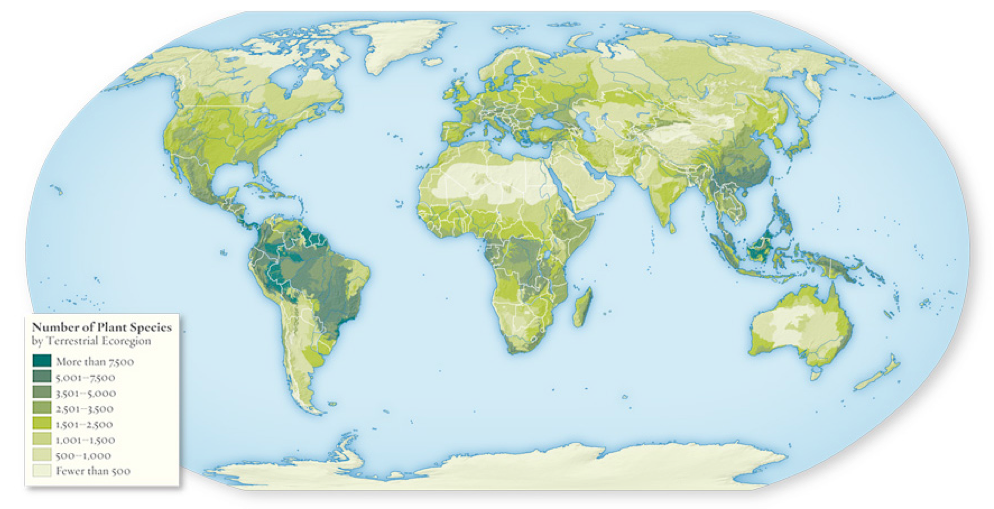 Number of Plant Species
by Terrestrial Ecoregion
More than 7,500
5,001–7,500
3,501–5,000
2,501–3,500
1,501–2,500
1,001–1,500
500–1,000
Fewer than 500